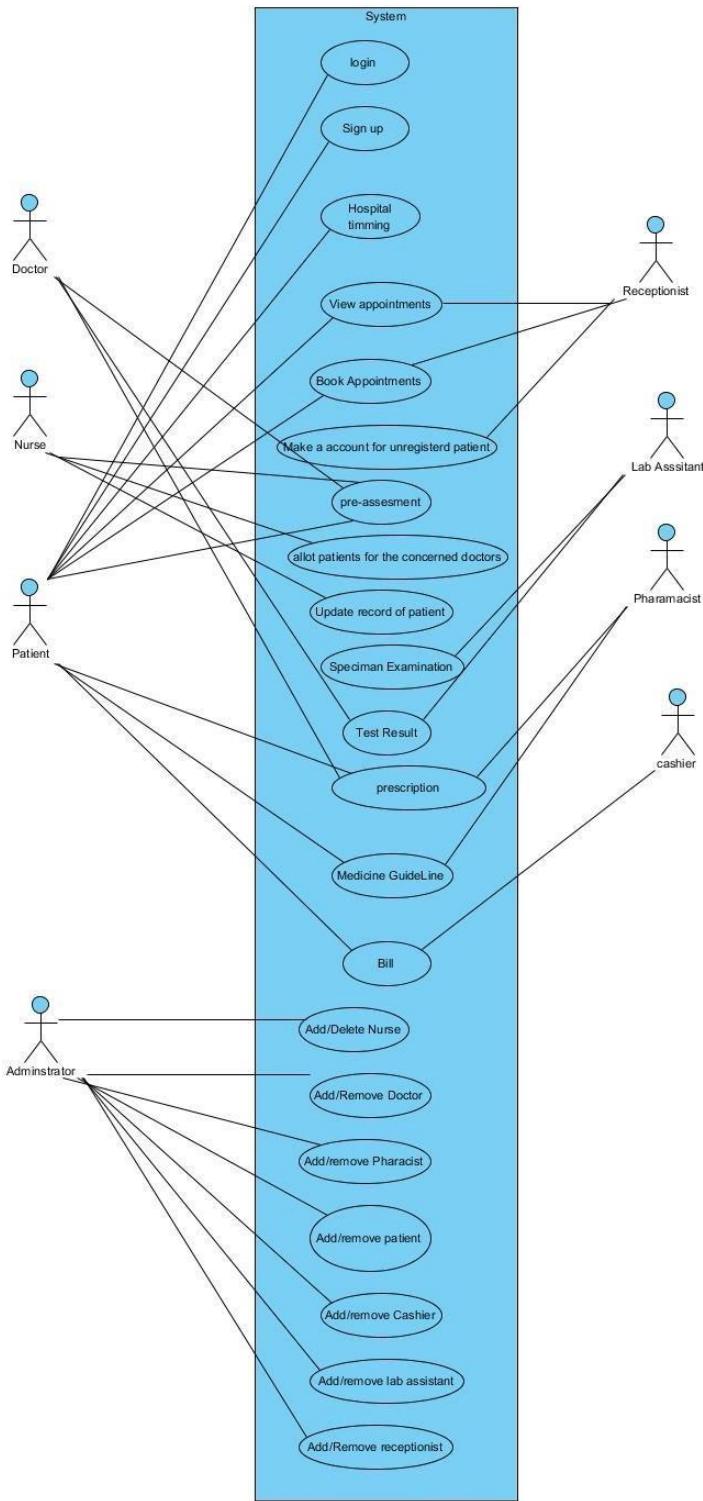 System
login
Sign up
Hospital
timming
Doctor
Receptionist
View appointments
Book Appointments
Nurse
Make a account for unregisterd patient
Lab Asssitant
pre-assesment
allot patients for the concerned doctors
Pharamacist
Update record of patient
Patient
Speciman Examination
Test Result
cashier
prescription
Medicine GuideLine
Bill
Add/Delete Nurse
Adminstrator
Add/Remove Doctor
Add/remove Pharacist
Add/remove patient
Add/remove Cashier
Add/remove lab assistant
Add/Remove receptionist